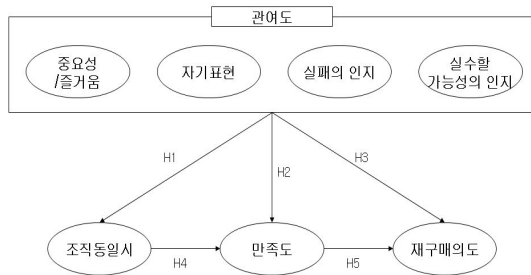 관여도
중요성
/즐거움
자기표현
실패의 인지
실수할
가능성의 인지
H1
H2
H3
조직동일시
H4
만족도
H5
재구매의도